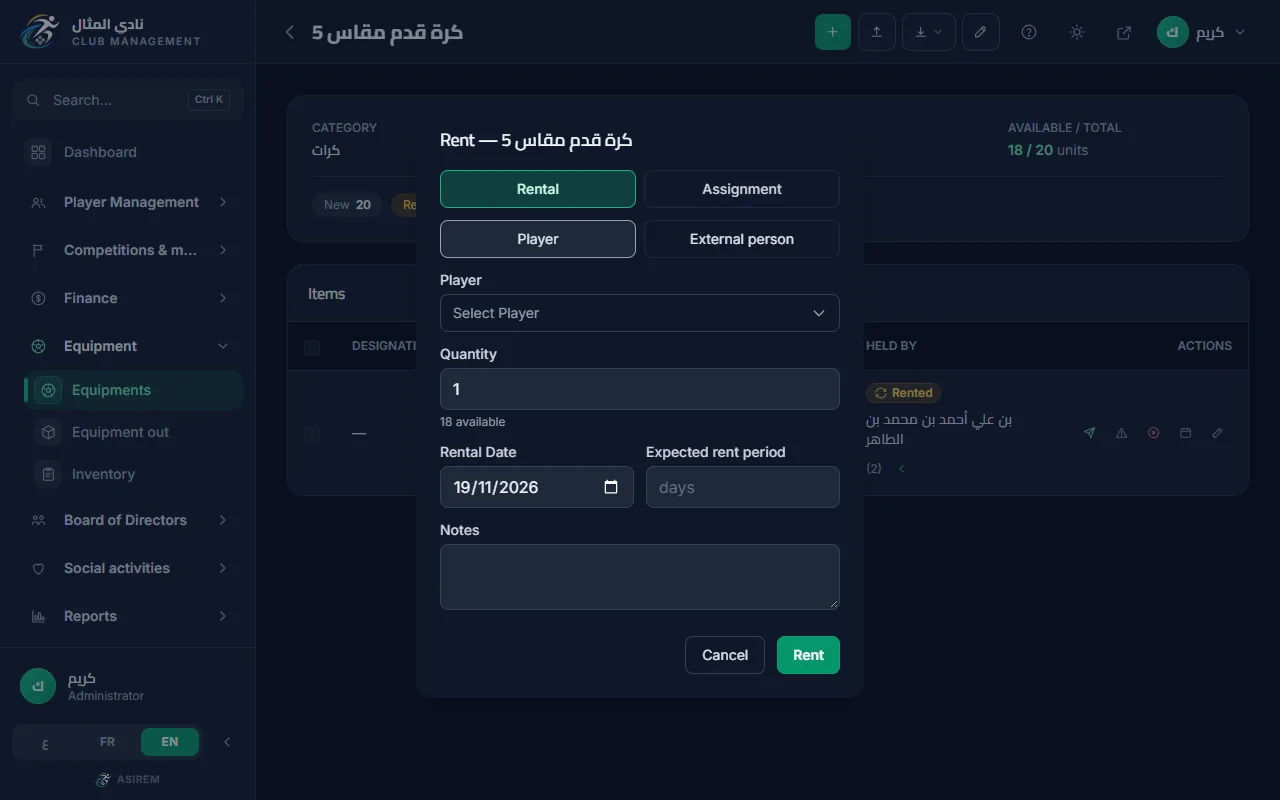 نادي المثال
CLUB MANAGEMENT
Search...
Ctrl K
Dashboard
Player Management
Competitions & m...
Finance
Equipment
Equipments
Equipment out
Inventory
Board of Directors
Social activities
Reports
ك
كريم
Administrator
ع
FR
EN
ASIREM
كرة قدم مقاس 5
ك
كريم
CATEGORY
كرات
AVAILABLE / TOTAL
18 / 20 units
New 20
Items
HELD BY
ACTIONS
—
Rented
بن علي أحمد بن محمد بن
الطاهر
(2)
Rent — كرة قدم مقاس 5
Rental
Assignment
Player
External person
Player
Select Player
Quantity
1
18 available
Rental Date
Expected rent period
19/11/2026
days
Notes
Cancel
Rent